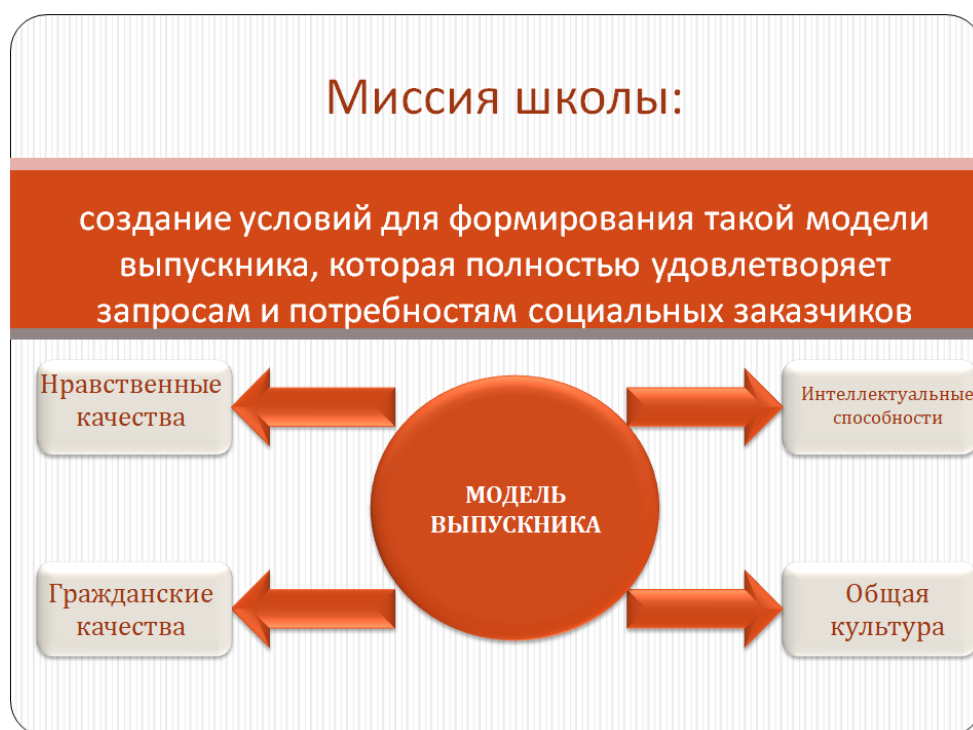 Миссия школы:
создание условий для формирования такой модели
выпускника, которая полностью удовлетворяет
запросам и потребностям социальных заказчиков
Нравственные
качества
Интеллектуальные
способности
МОДЕЛЬ
ВЫПУСКНИКА
Гражданские
качества
Общая
культура